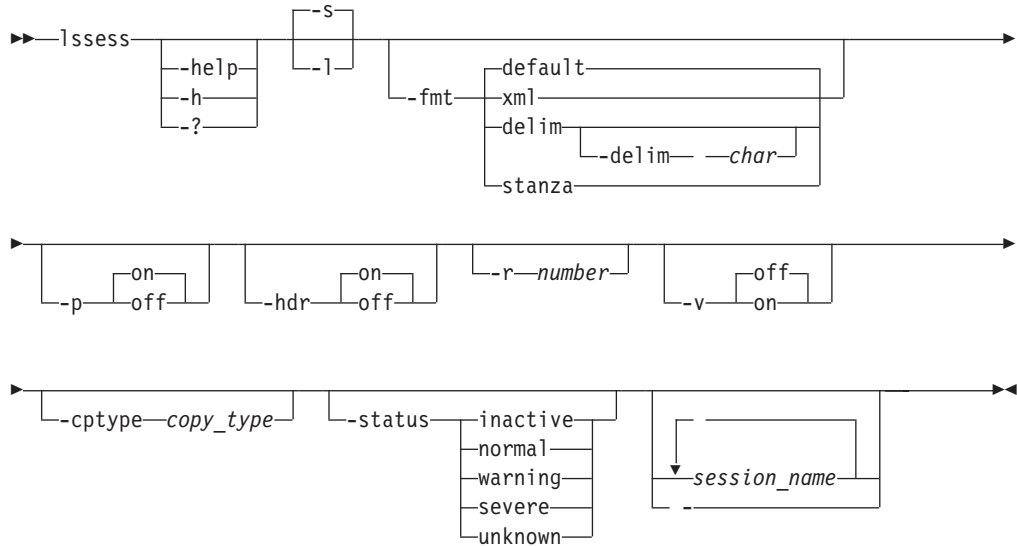 -s
lssess
-help
-l
default
-h
-fmt
xml
-?
delim
-delim char
stanza
on
on
-r number
off
-p
off
-hdr
off
-v
on
-cptype copy_type
-status
inactive
normal
warning
session_name
severe
-
unknown